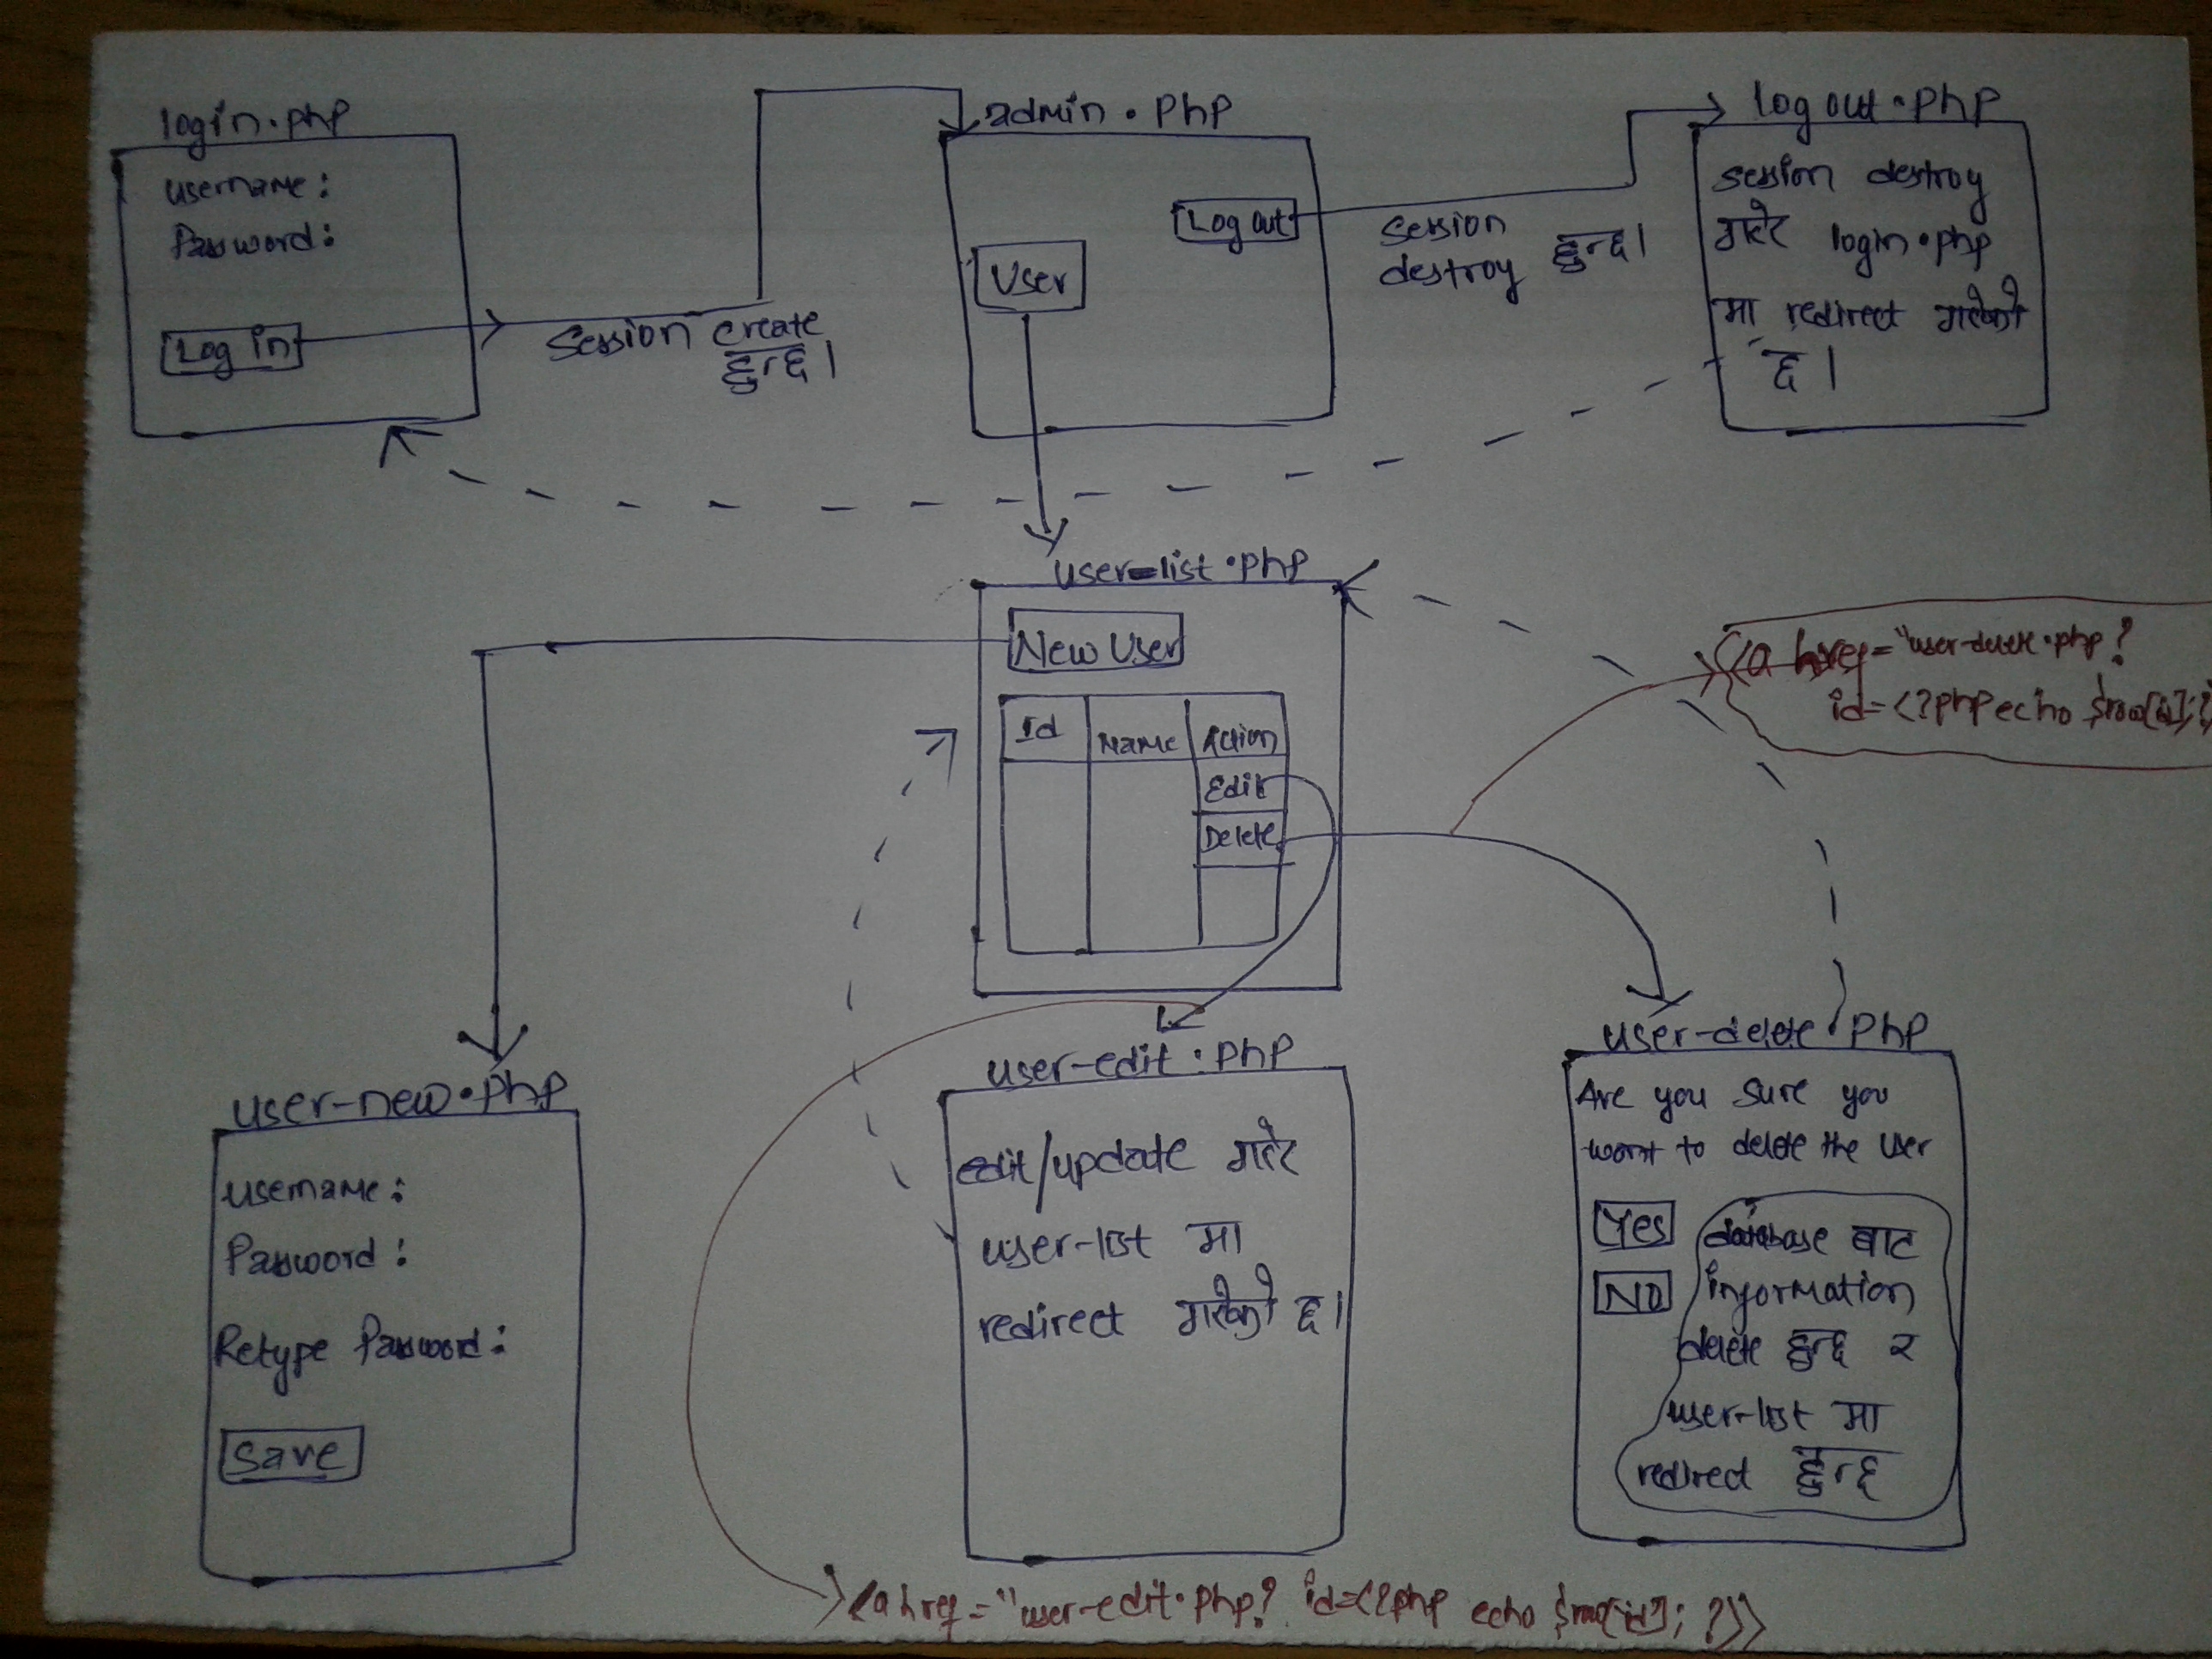 login.php
username:
Password:
Log in
session create
हुन्छ।
admin.php
Log out
User
session
destroy हुन्छ।
log out.php
session destroy
गरेर login.php
मा redirect गरेको
छ।
user-list.php
New User
Id Name Action
Edit
Delete
<a href="user-delete.php?
id=<?php echo $row[id];?
user-new.php
username:
Password:
Retype Password:
save
user-edit.php
edit/update गरेर
user-list मा
redirect गरेको छ।
user-delete.php
Are you sure you
want to delete the user
Yes
No
database बाट
information
delete हुन्छ र
user-list मा
redirect हुन्छ
<a href="user-edit.php? id=<?php echo $row[id]; ?>>